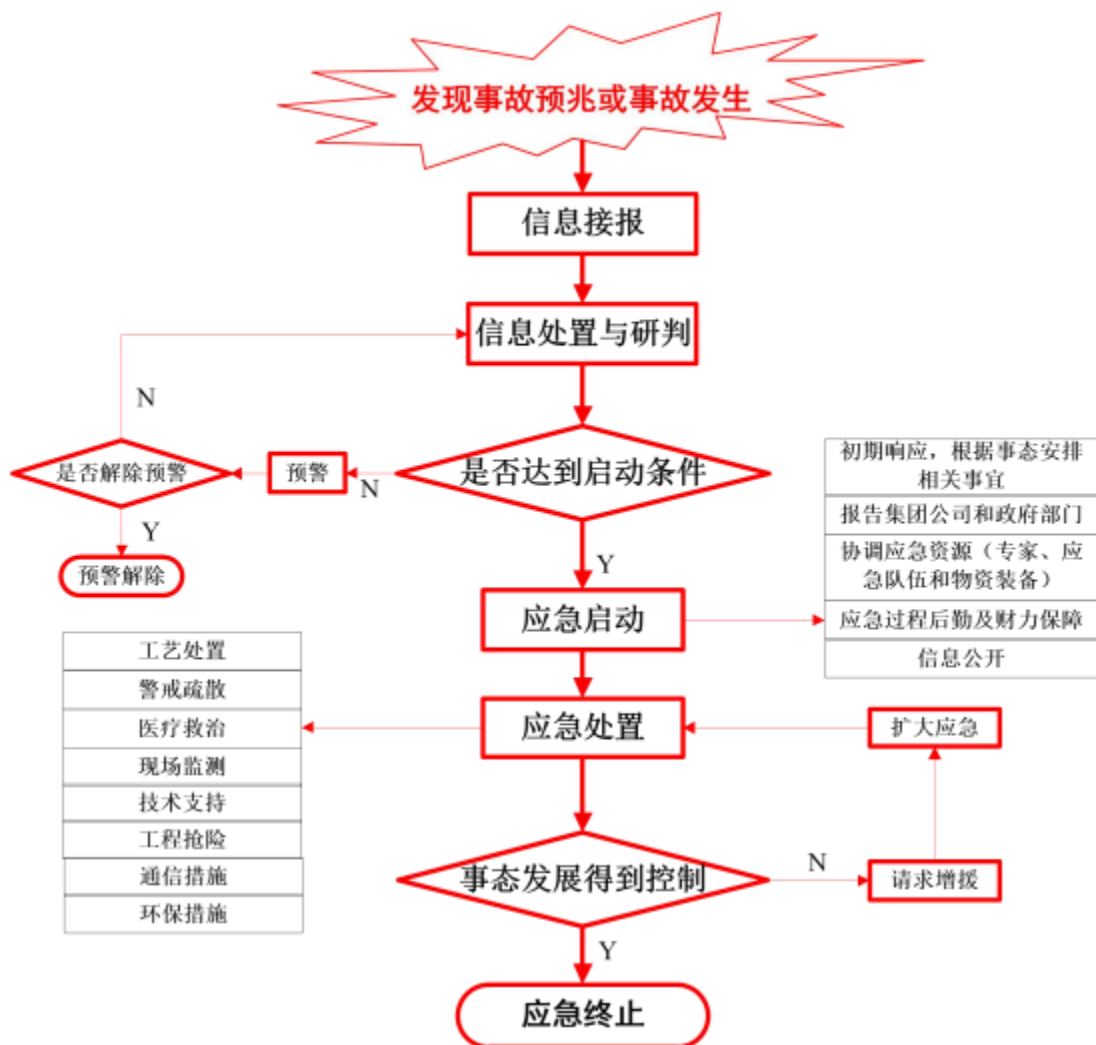 发现事故预兆或事故发生
信息接报
信息处置与研判
N
是否解除预警
预警
N
是否达到启动条件
Y
预警解除
Y
初期响应，根据事态安排
相关事宜
报告集团公司和政府部门
协调应急资源（专家、应
急队伍和物资装备）
应急过程后勤及财力保障
信息公开
应急启动
工艺处置
警戒疏散
医疗救治
现场监测
技术支持
工程抢险
通信措施
环保措施
应急处置
扩大应急
事态发展得到控制
N
请求增援
Y
应急终止